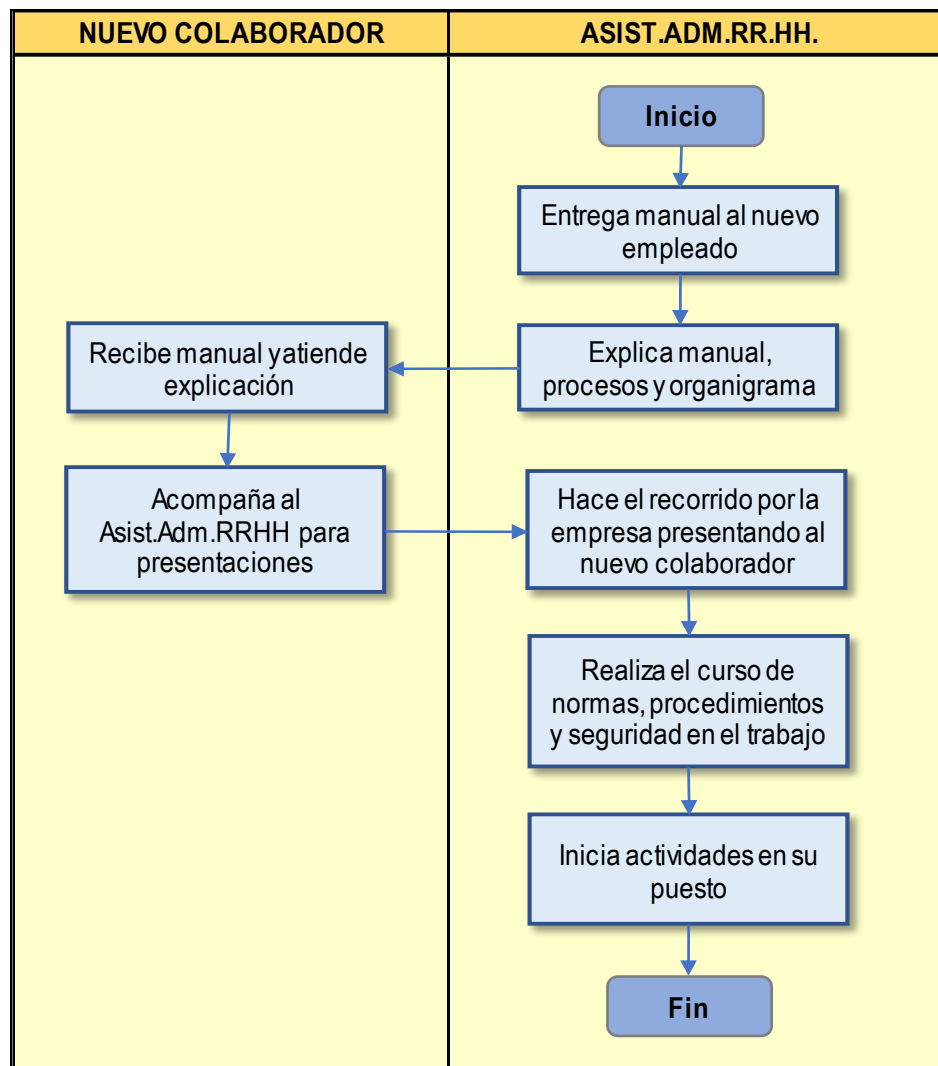 NUEVO COLABORADOR
ASIST.ADM.RR.HH.
Inicio
Entrega manual al nuevo
empleado
Explica manual,
procesos y organigrama
Recibe manual yatiende
explicación
Acompaña al
Asist.Adm.RRHH para
presentaciones
Hace el recorrido por la
empresa presentando al
nuevo colaborador
Realiza el curso de
normas, procedimientos
y seguridad en el trabajo
Inicia actividades en su
puesto
Fin